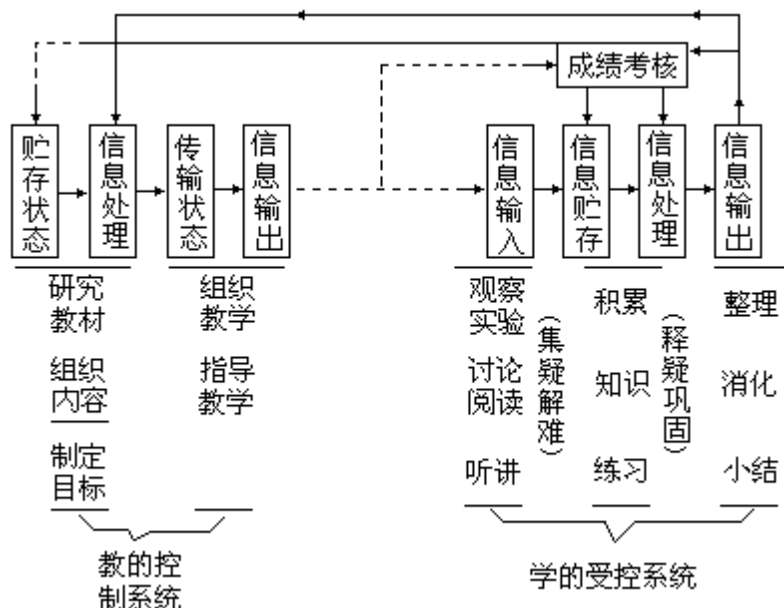 成绩考核
贮存状态
信息处理
传输状态
信息输出
信息输入
信息贮存
信息处理
信息输出
研究
教材
组织
内容
制定
目标
组织
教学
指导
教学
观察
实验
讨论
阅读
听讲
(集疑解难)
积累
知识
练习
(释疑巩固)
整理
消化
小结
教的控
制系统
学的受控系统